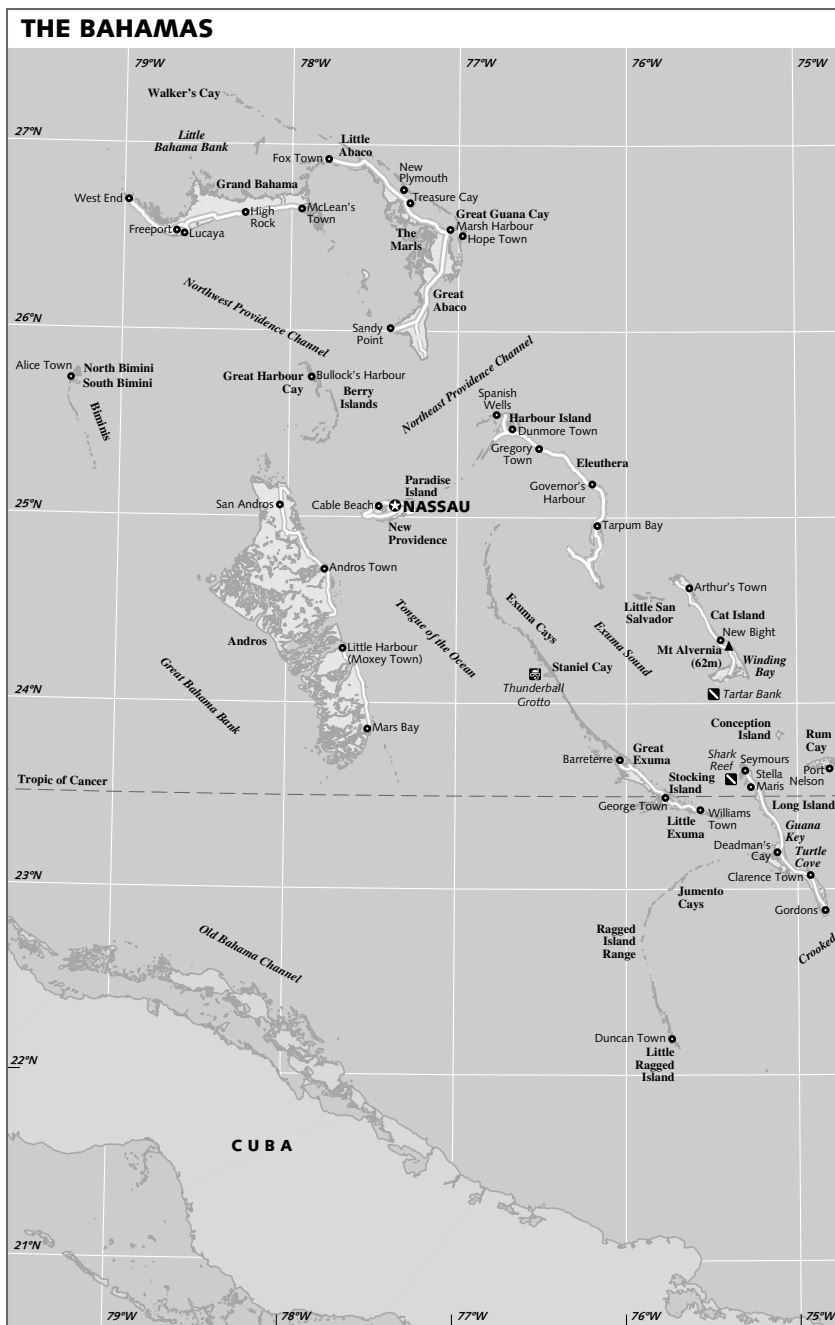 THE BAHAMAS
79°W
78°W
77°W
76°W
75°W
Walker's Cay
27°N
Little
Bahama Bank
Little
Abaco
Fox Town
New
Plymouth
Treasure Cay
Grand Bahama
West End
McLean's
Town
High
Rock
Great Guana Cay
Marsh Harbour
Hope Town
Freeport
Lucaya
The
Marls
Great
Abaco
Northwest Providence Channel
26°N
Sandy
Point
Northeast Providence Channel
Alice Town
North Bimini
South Bimini
Biminis
Great Harbour
Cay
Bullock's Harbour
Berry
Islands
Spanish
Wells
Harbour Island
Dunmore Town
Gregory
Town
Eleuthera
Governor's
Harbour
Paradise
Island
25°N
San Andros
Cable Beach
NASSAU
New
Providence
Tarpum Bay
Andros Town
Arthur's Town
Little San
Salvador
Cat Island
Exuma Cays
Exuma Sound
Tongue of the Ocean
New Bight
Mt Alvernia
(62m)
Winding
Bay
Andros
Little Harbour
(Moxey Town)
Staniel Cay
Thunderball
Grotto
Tartar Bank
Great Bahama Bank
24°N
Mars Bay
Conception
Island
Rum
Cay
Port
Nelson
Barreterre
Great
Exuma
Shark
Reef
Seymours
Stella
Maris
Tropic of Cancer
Stocking
Island
Long Island
George Town
Little
Exuma
Williams
Town
Guana
Key
Deadman's
Cay
Turtle
Cove
Clarence Town
23°N
Jumento
Cays
Gordons
Ragged
Island
Range
Crooked
Old Bahama Channel
Duncan Town
Little
Ragged
Island
22°N
CUBA
21°N
79°W
78°W
77°W
76°W
75°W